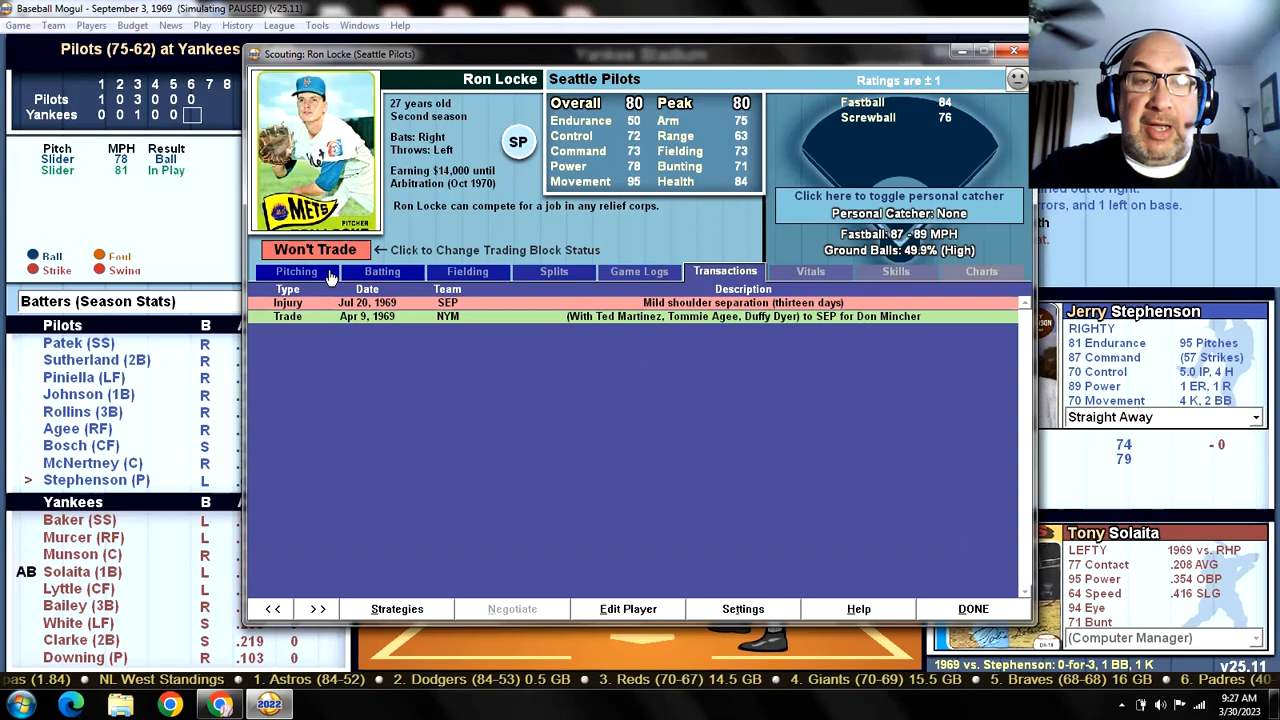 Baseball Mogul - September 3, 1969 (Simulating PAUSED) (v25.11)
Game Team Players Budget News Play History League Tools Windows Help
Pilots (75-62) at Yankees
1 2 3 4 5 6 7 8
Pilots 1 0 3 0 0 0
Yankees 0 0 1 0 0
Pitch MPH Result
Slider 78 Ball
Slider 81 In Play
Ball Foul
Strike Swing
Batters (Season Stats)
Pilots B
Patek (SS) R
Sutherland (2B) R
Piniella (LF) R
Johnson (1B) R
Rollins (3B) R
Agee (RF) R
Bosch (CF) S
McNertney (C) R
> Stephenson (P) L
Yankees B
Baker (SS) L
Murcer (RF) L
Munson (C) R
AB Solaita (1B) L
Lyttle (CF) L
Bailey (3B) R
White (LF) S
Clarke (2B) S .219 0
Downing (P) R .103 0
Yankee Stadium
Scouting: Ron Locke (Seattle Pilots)
METS
PITCHER
Ron Locke
27 years old
Second season
Bats: Right
Throws: Left
Earning $14,000 until
Arbitration (Oct 1970)
SP
Seattle Pilots
Overall 80 Peak 80
Endurance 50 Arm 75
Control 72 Range 63
Command 73 Fielding 73
Power 78 Bunting 71
Movement 95 Health 84
Ratings are ± 1
Fastball 84
Screwball 76
Click here to toggle personal catcher
Personal Catcher: None
Fastball: 87 - 89 MPH
Ground Balls: 49.9% (High)
Ron Locke can compete for a job in any relief corps.
Won't Trade ← Click to Change Trading Block Status
Pitching Batting Fielding Splits Game Logs Transactions Vitals Skills Charts
Type Date Team Description
Injury Jul 20, 1969 SEP Mild shoulder separation (thirteen days)
Trade Apr 9, 1969 NYM (With Ted Martinez, Tommie Agee, Duffy Dyer) to SEP for Don Mincher
<< >> Strategies Negotiate Edit Player Settings Help DONE
ined out to right.
rrors, and 1 left on base.
th
at.
Jerry Stephenson
RIGHTY
81 Endurance 95 Pitches
87 Command (57 Strikes)
70 Control 5.0 IP, 4 H
89 Power 1 ER, 1 R
70 Movement 4 K, 2 BB
Straight Away
74 - 0
79
Tony Solaita
LEFTY 1969 vs. RHP
77 Contact .208 AVG
95 Power .354 OBP
64 Speed .416 SLG
94 Eye
71 Bunt
(Computer Manager)
1969 vs. Stephenson: 0-for-3, 1 BB, 1 K v25.11
pas (1.84) NL West Standings 1. Astros (84-52) 2. Dodgers (84-53) 0.5 GB 3. Reds (70-67) 14.5 GB 4. Giants (70-69) 15.5 GB 5. Braves (68-68) 16 GB 6. Padres (40-
2022
9:27 AM
3/30/2023